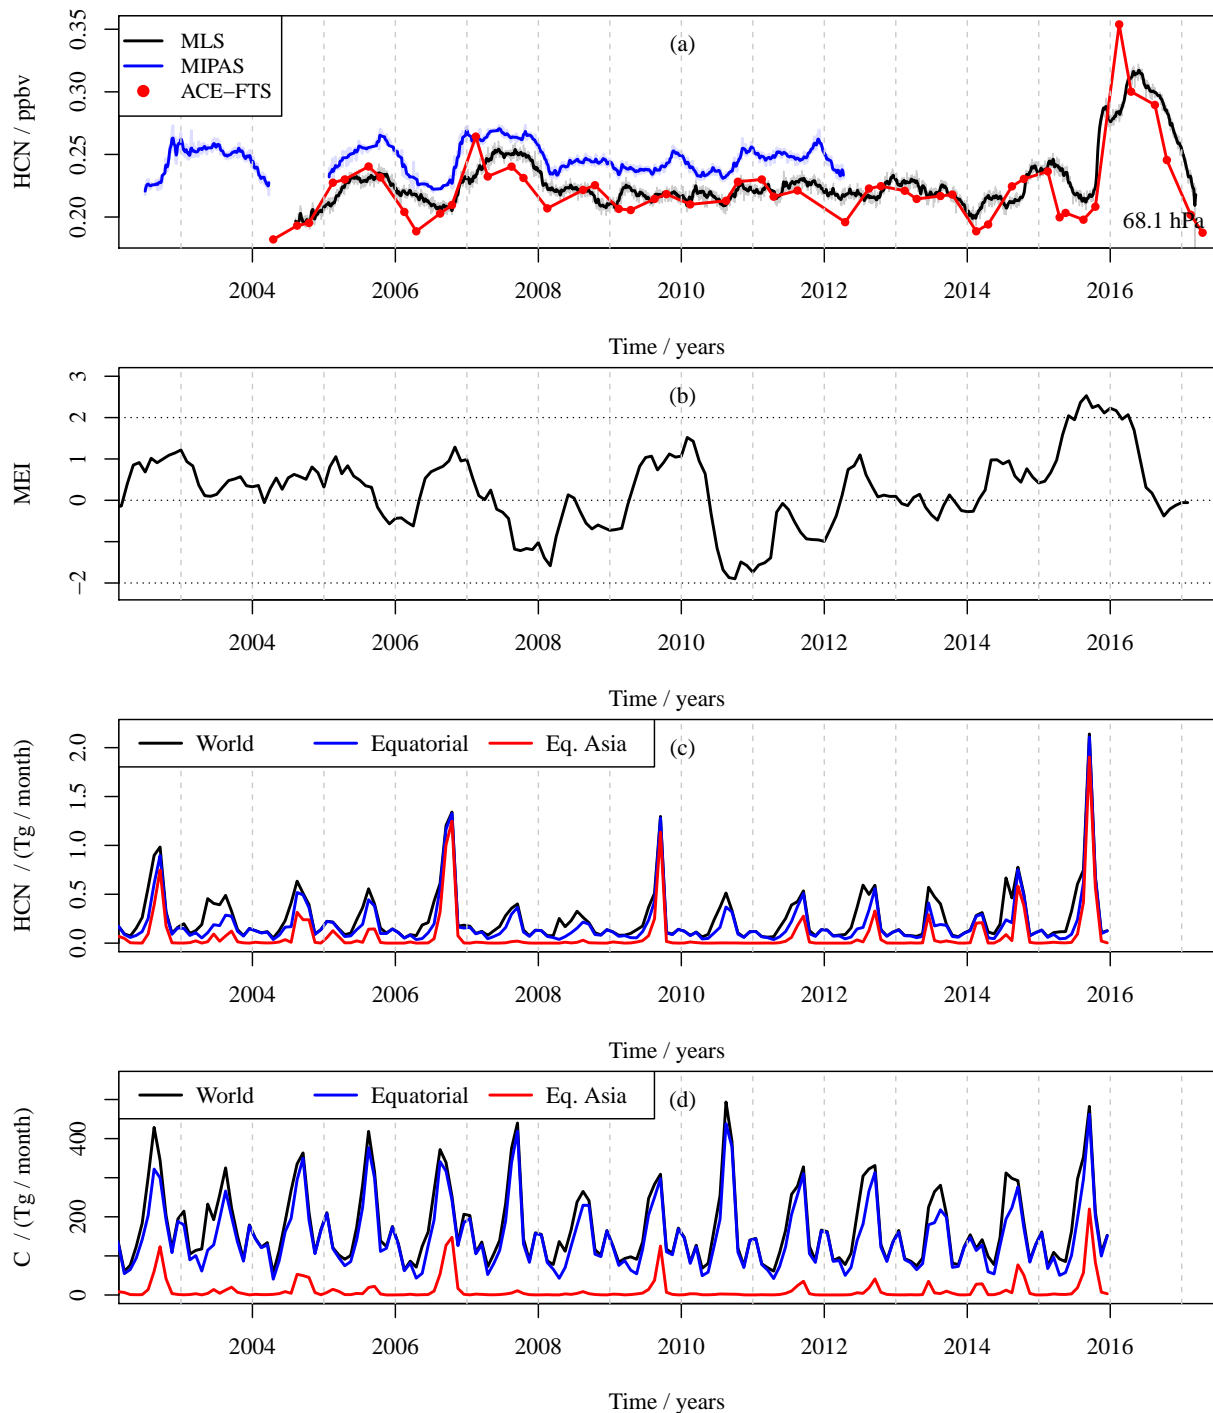 (a)
MLS
MIPAS
ACE−FTS
HCN / ppbv
0.20 0.25 0.30 0.35
68.1 hPa
2004 2006 2008 2010 2012 2014 2016
Time / years
(b)
MEI
−2 0 1 2 3
2004 2006 2008 2010 2012 2014 2016
Time / years
World Equatorial Eq. Asia (c)
HCN / (Tg / month)
0.0 0.5 1.0 1.5 2.0
2004 2006 2008 2010 2012 2014 2016
Time / years
World Equatorial Eq. Asia (d)
C / (Tg / month)
0 200 400
2004 2006 2008 2010 2012 2014 2016
Time / years